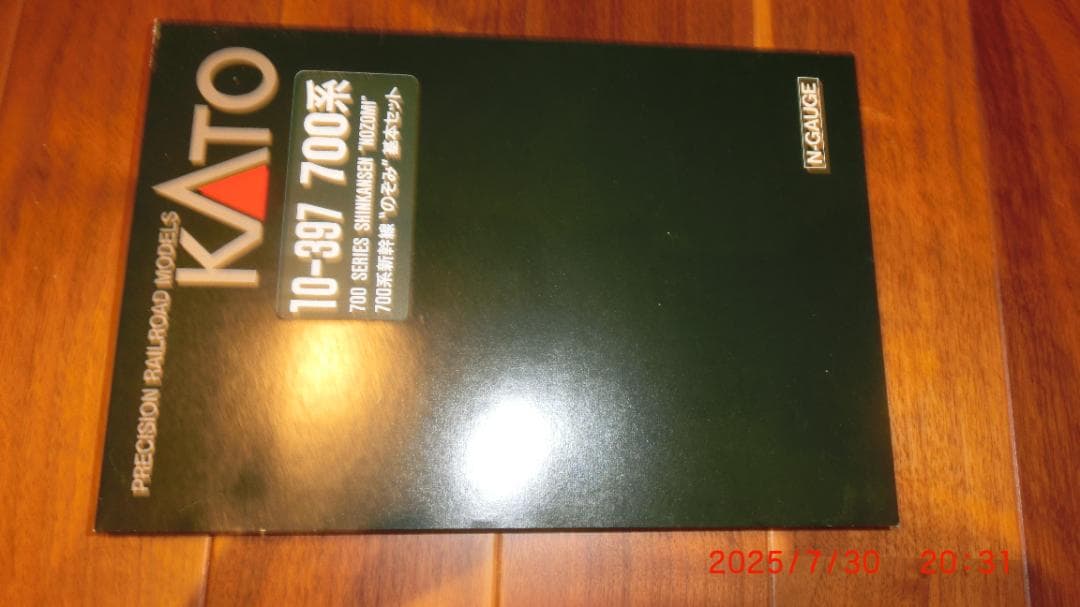 PRECISION RAILROAD MODELS
KATO
10-397 700系
700 SERIES SHINKANSEN "NOZOMI"
700系新幹線 "のぞみ" 基本セット
N-GAUGE
2025/7/30 20:31